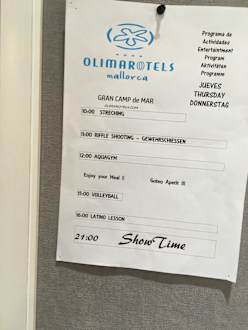 OLIMAROTELS
mallorca
GRAN CAMP de MAR
Programa de
Actividades
Entertainment
Program
Aktivitäten
Programm
JUEVES
THURSDAY
DONNERSTAG
10:00 STRECHING
11:00 RIFFLE SHOOTING - GEWEHRSCHIESSEN
12:00 AQUAGYM
Enjoy your Meal !! Guten Apetit !!!
15:00 VOLLEYBALL
16:00 LATINO LESSON
21:00 ShowTime